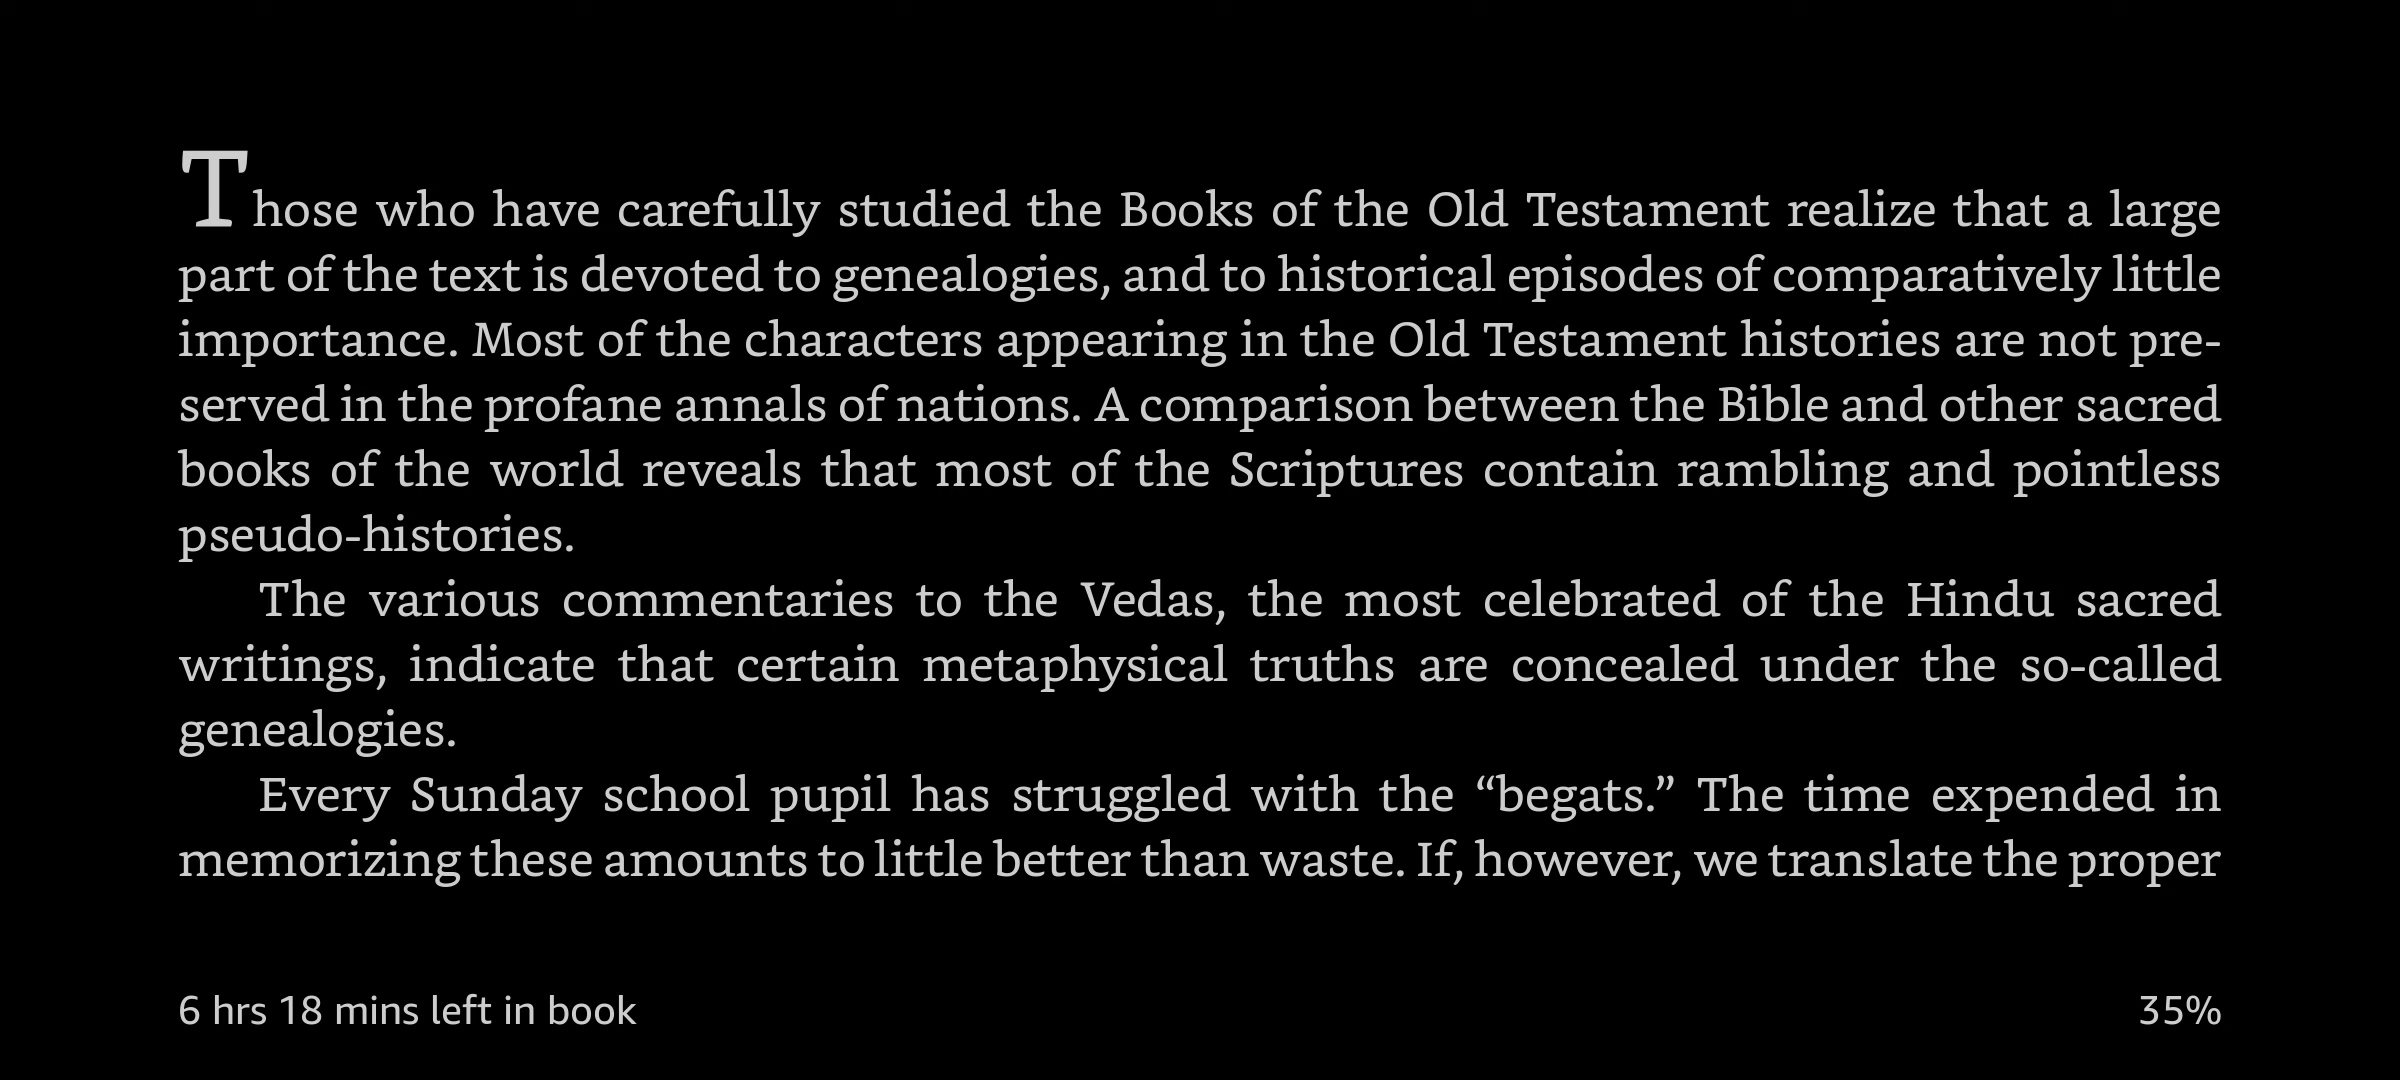 Those who have carefully studied the Books of the Old Testament realize that a large
part of the text is devoted to genealogies, and to historical episodes of comparatively little
importance. Most of the characters appearing in the Old Testament histories are not pre-
served in the profane annals of nations. A comparison between the Bible and other sacred
books of the world reveals that most of the Scriptures contain rambling and pointless
pseudo-histories.
The various commentaries to the Vedas, the most celebrated of the Hindu sacred
writings, indicate that certain metaphysical truths are concealed under the so-called
genealogies.
Every Sunday school pupil has struggled with the “begats.” The time expended in
memorizing these amounts to little better than waste. If, however, we translate the proper
6 hrs 18 mins left in book
35%